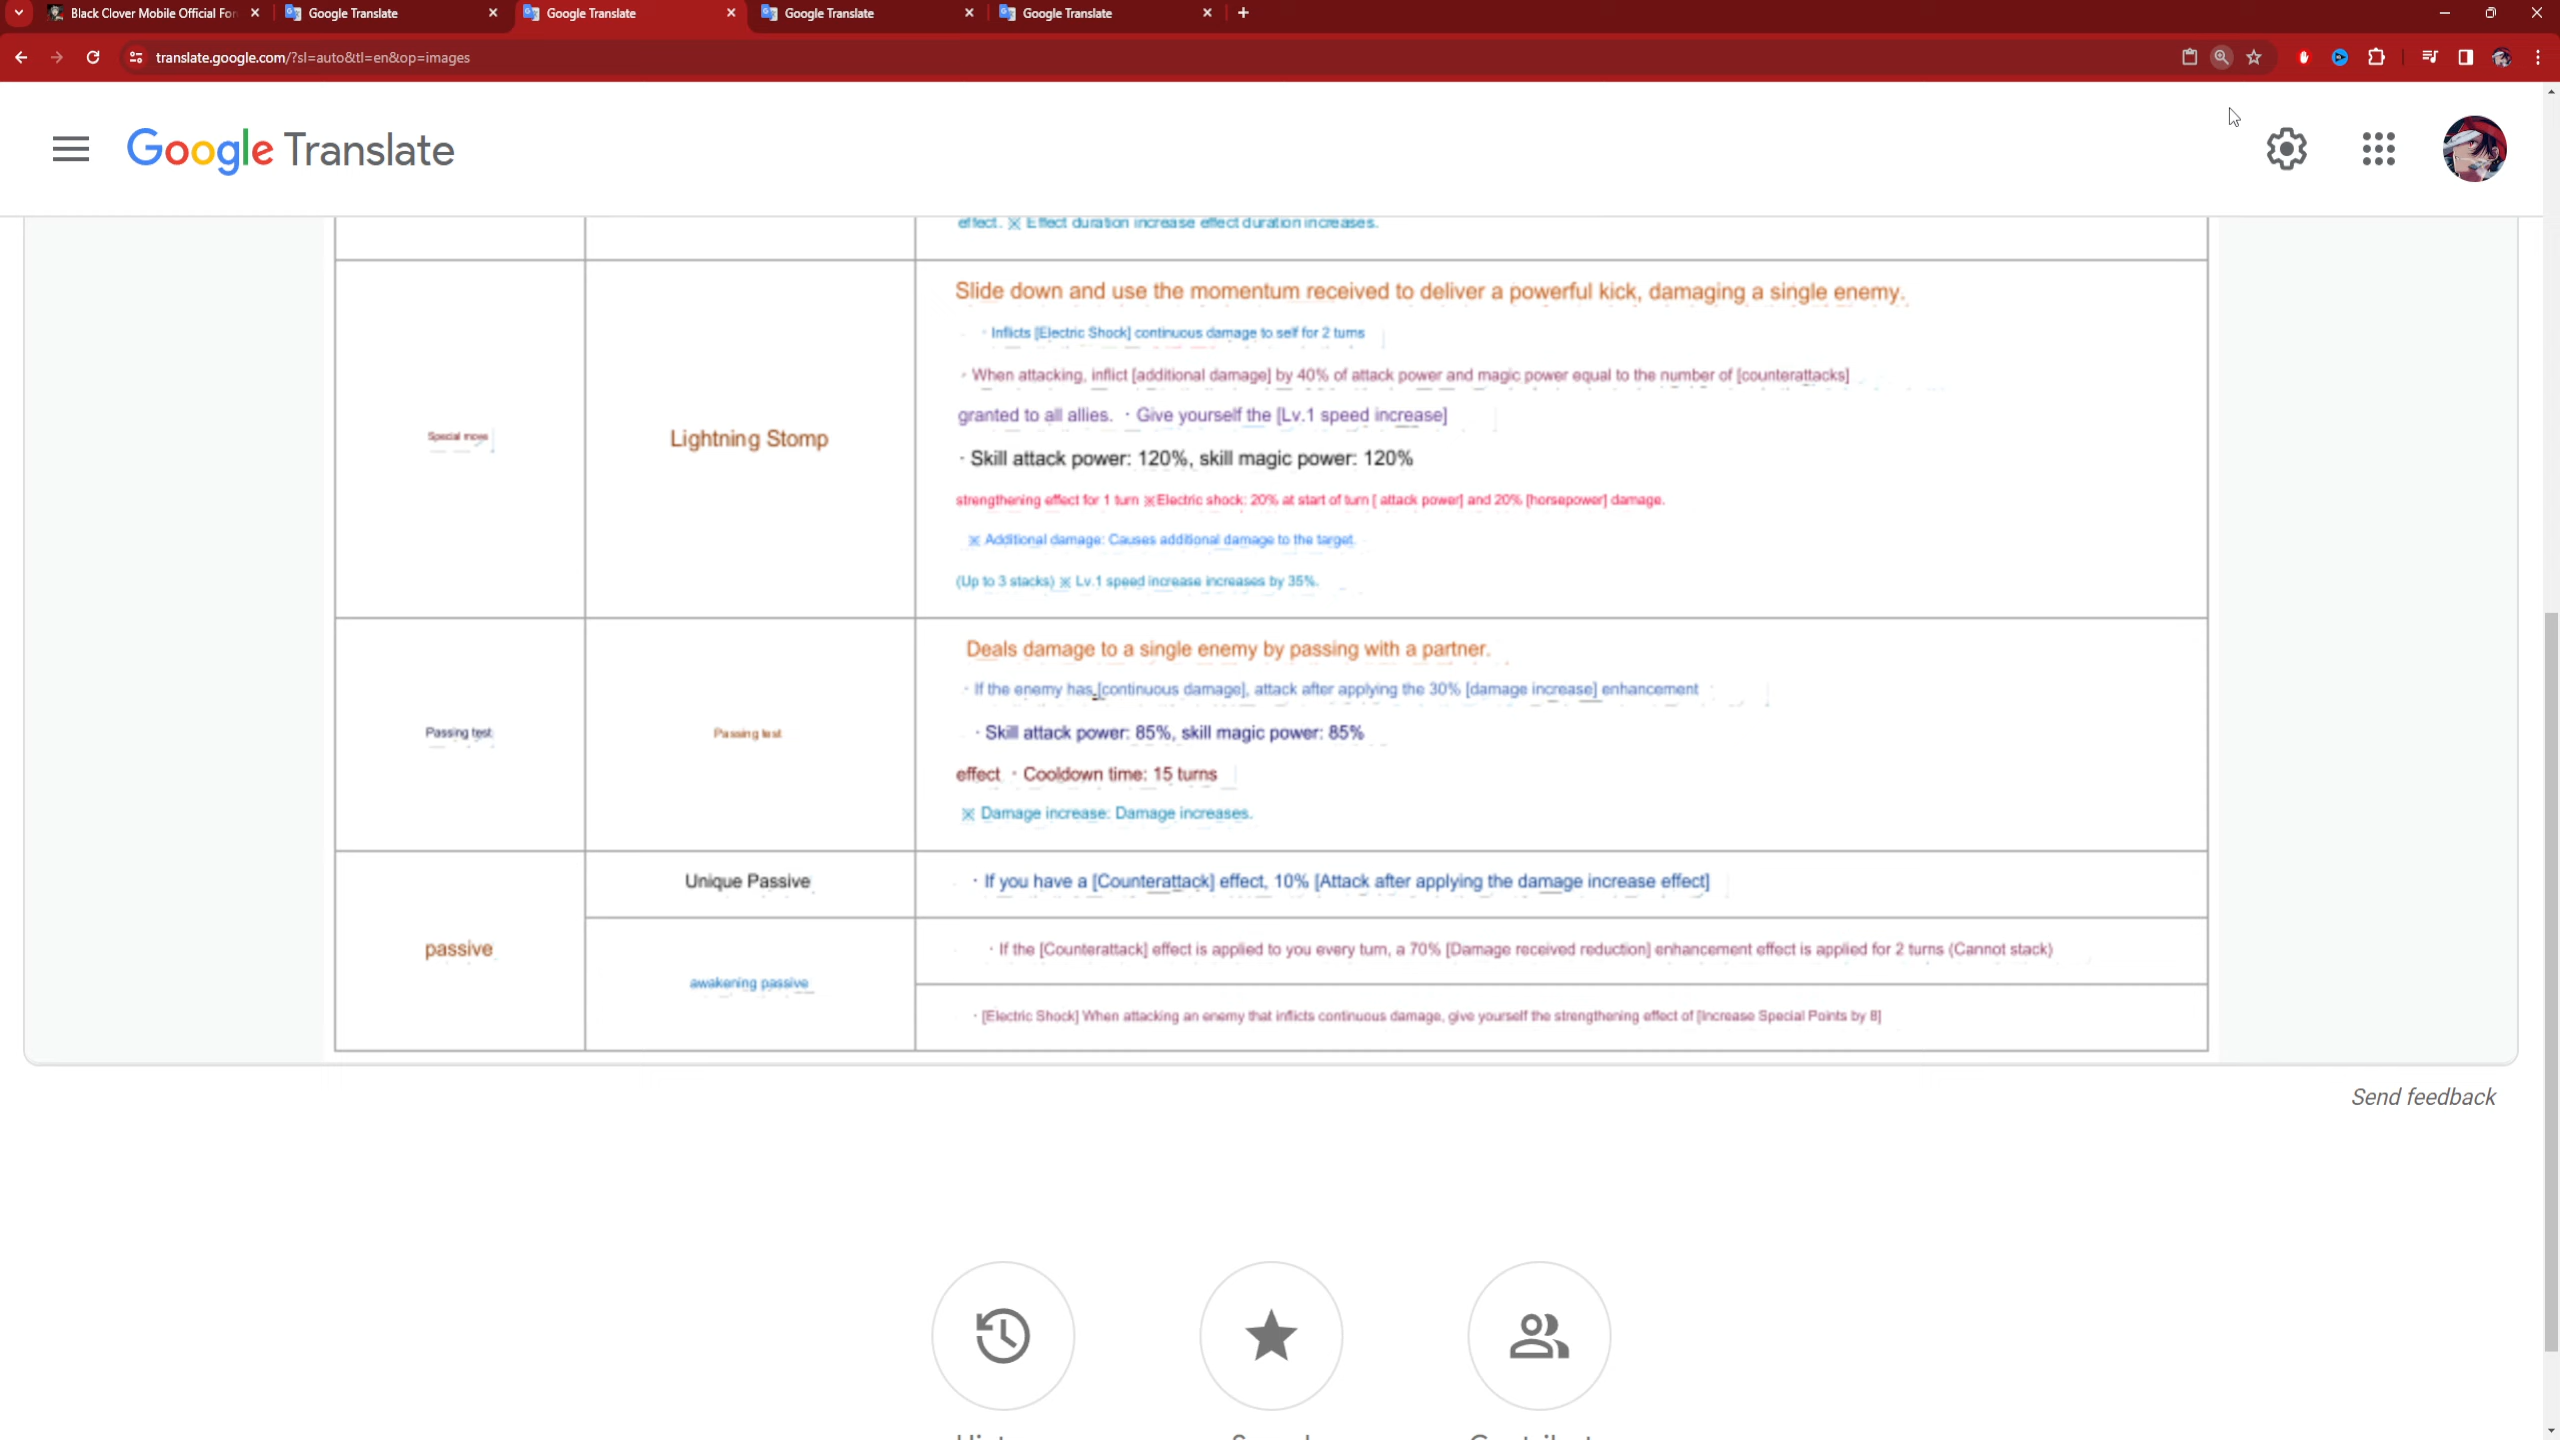 Black Clover Mobile Official For
Google Translate
Google Translate
Google Translate
Google Translate
translate.google.com/?sl=auto&tl=en&op=images
Google Translate
effect. ※ Effect duration increase effect duration increases.
Special move
Lightning Stomp
Slide down and use the momentum received to deliver a powerful kick, damaging a single enemy.
· Inflicts [Electric Shock] continuous damage to self for 2 turns
· When attacking, inflict [additional damage] by 40% of attack power and magic power equal to the number of [counterattacks]
granted to all allies. · Give yourself the [Lv.1 speed increase]
· Skill attack power: 120%, skill magic power: 120%
strengthening effect for 1 turn ※Electric shock: 20% at start of turn [ attack power] and 20% [horsepower] damage.
※ Additional damage: Causes additional damage to the target.
(Up to 3 stacks) ※ Lv.1 speed increase increases by 35%.
Passing test
Passing test
Deals damage to a single enemy by passing with a partner.
· If the enemy has [continuous damage], attack after applying the 30% [damage increase] enhancement
· Skill attack power: 85%, skill magic power: 85%
effect · Cooldown time: 15 turns
※ Damage increase: Damage increases.
passive
Unique Passive
· If you have a [Counterattack] effect, 10% [Attack after applying the damage increase effect]
awakening passive
· If the [Counterattack] effect is applied to you every turn, a 70% [Damage received reduction] enhancement effect is applied for 2 turns (Cannot stack)
· [Electric Shock] When attacking an enemy that inflicts continuous damage, give yourself the strengthening effect of [Increase Special Points by 8]
Send feedback